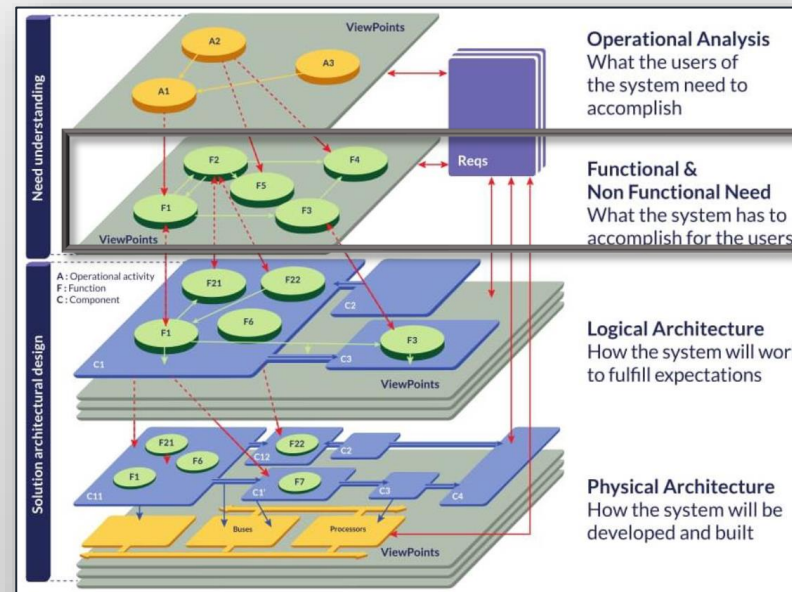 Need understanding
ViewPoints
A2
A3
A1
Reqs
Operational Analysis
What the users of
the system need to
accomplish
F2
F4
F5
F1
F3
ViewPoints
Functional &
Non Functional Need
What the system has to
accomplish for the users
Solution architectural design
A : Operational activity
F : Function
C : Component
F21
F22
C2
F1
F6
F3
C1
C3
ViewPoints
Logical Architecture
How the system will wor
to fulfill expectations
F21
F22
C2
F6
C12
F1
F7
C11
C1'
C3
C4
Buses
Processors
ViewPoints
Physical Architecture
How the system will be
developed and built